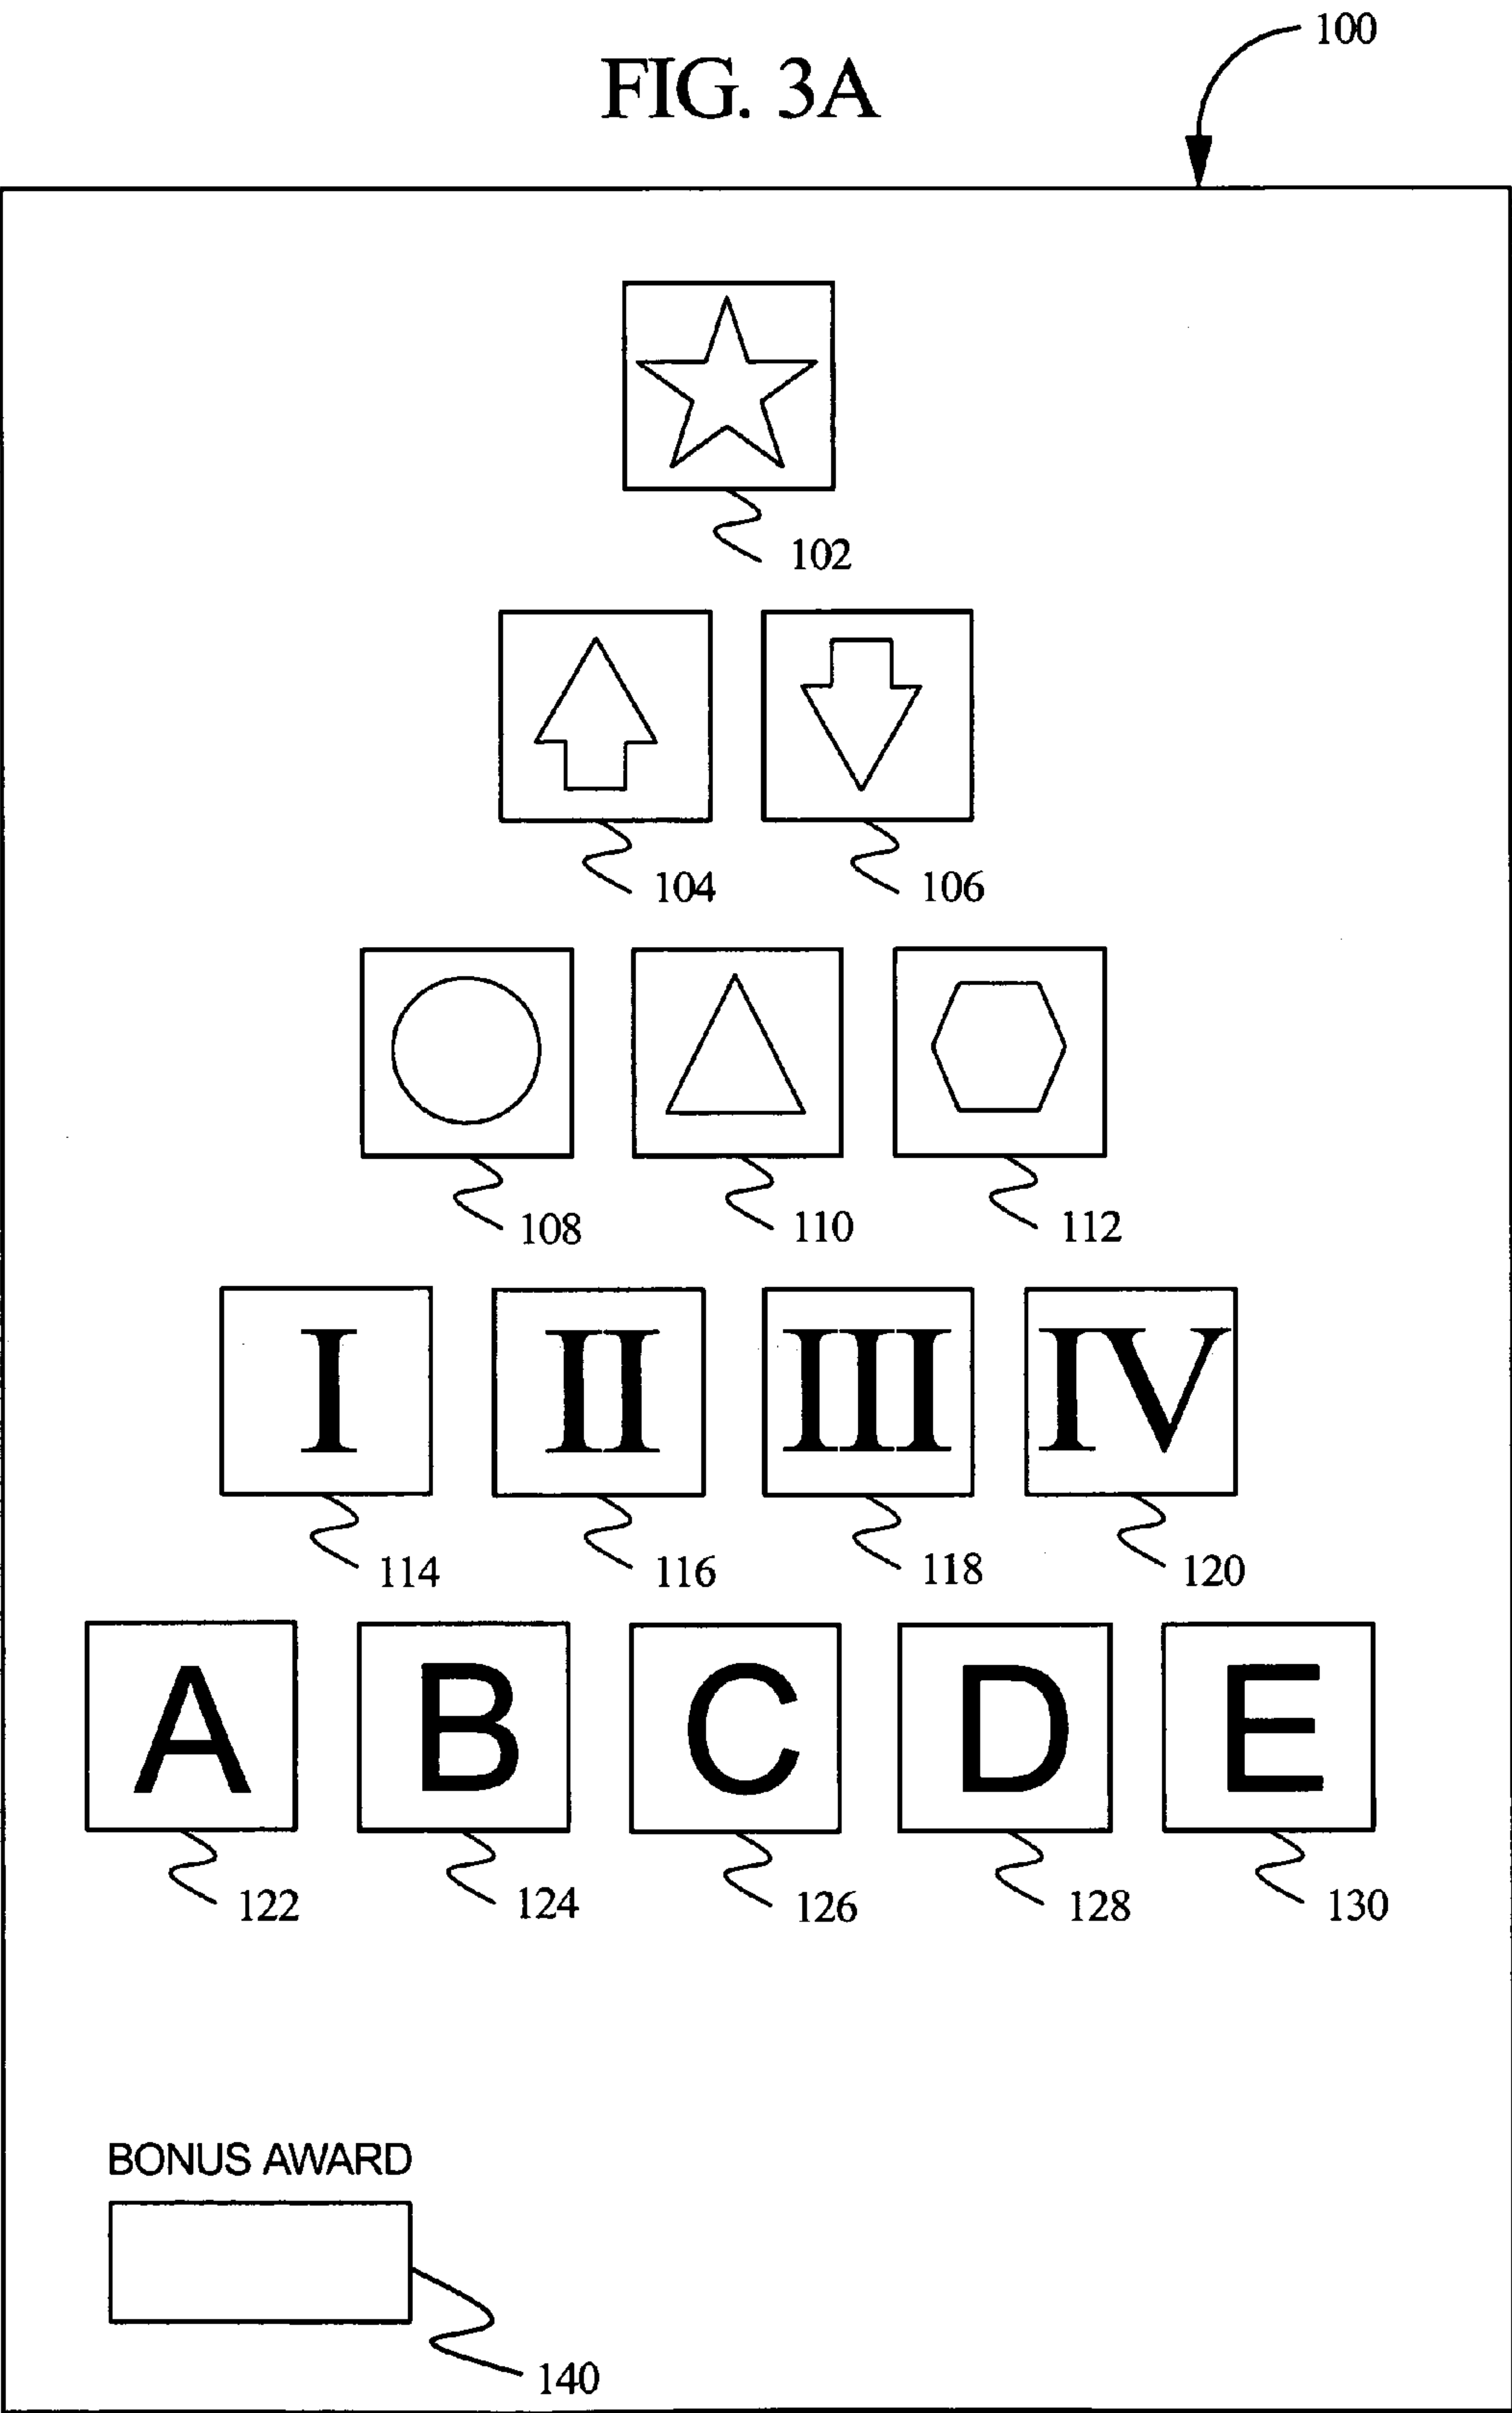 100
FIG. 3A
102
104 106
108 110 112
I II III IV
114 116 118 120
A B C D E
122 124 126 128 130
BONUS AWARD
140